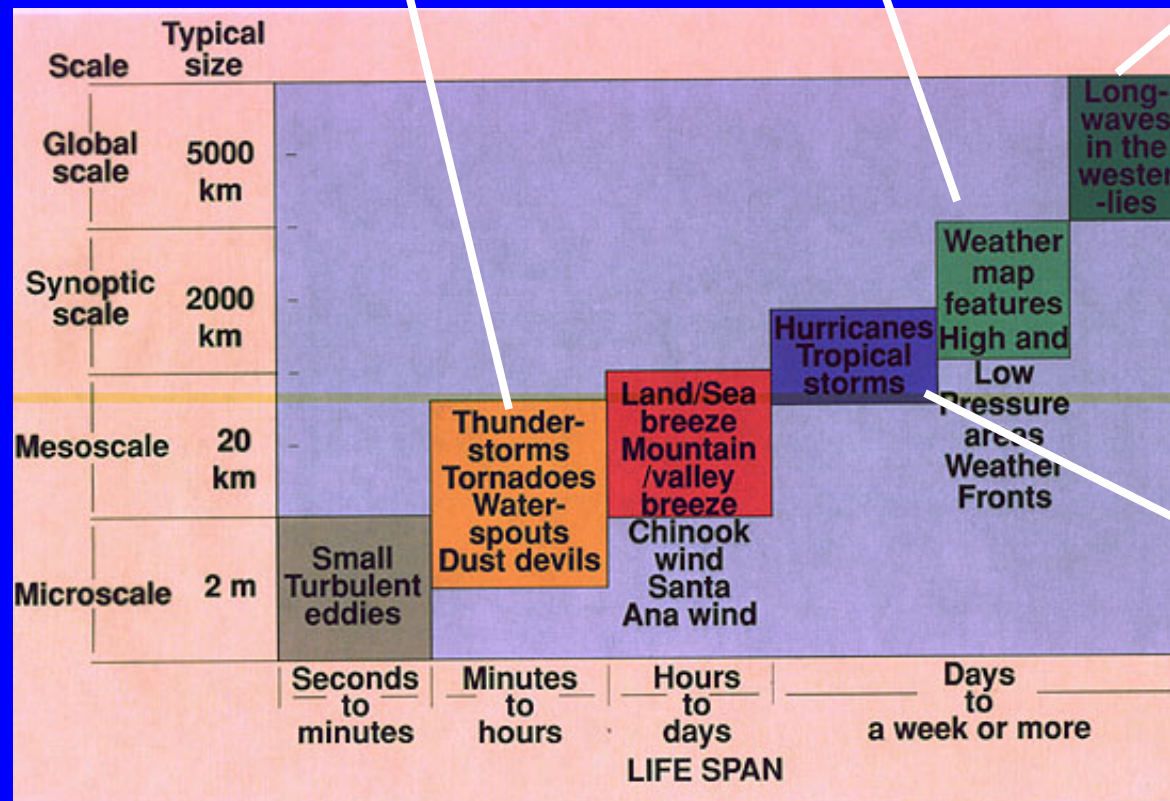 Scale
Typical
size
Global
scale
5000
km
Synoptic
scale
2000
km
Mesoscale
20
km
Microscale
2 m
Small
Turbulent
eddies
Thunder-
storms
Tornadoes
Water-
spouts
Dust devils
Land/Sea
breeze
Mountain
/valley
breeze
Chinook
wind
Santa
Ana wind
Hurricanes
Tropical
storms
Weather
map
features
High and
Low
Pressure
areas
Weather
Fronts
Long-
waves
in the
wester
-lies
Seconds
to
minutes
Minutes
to
hours
Hours
to
days
Days
to
a week or more
LIFE SPAN